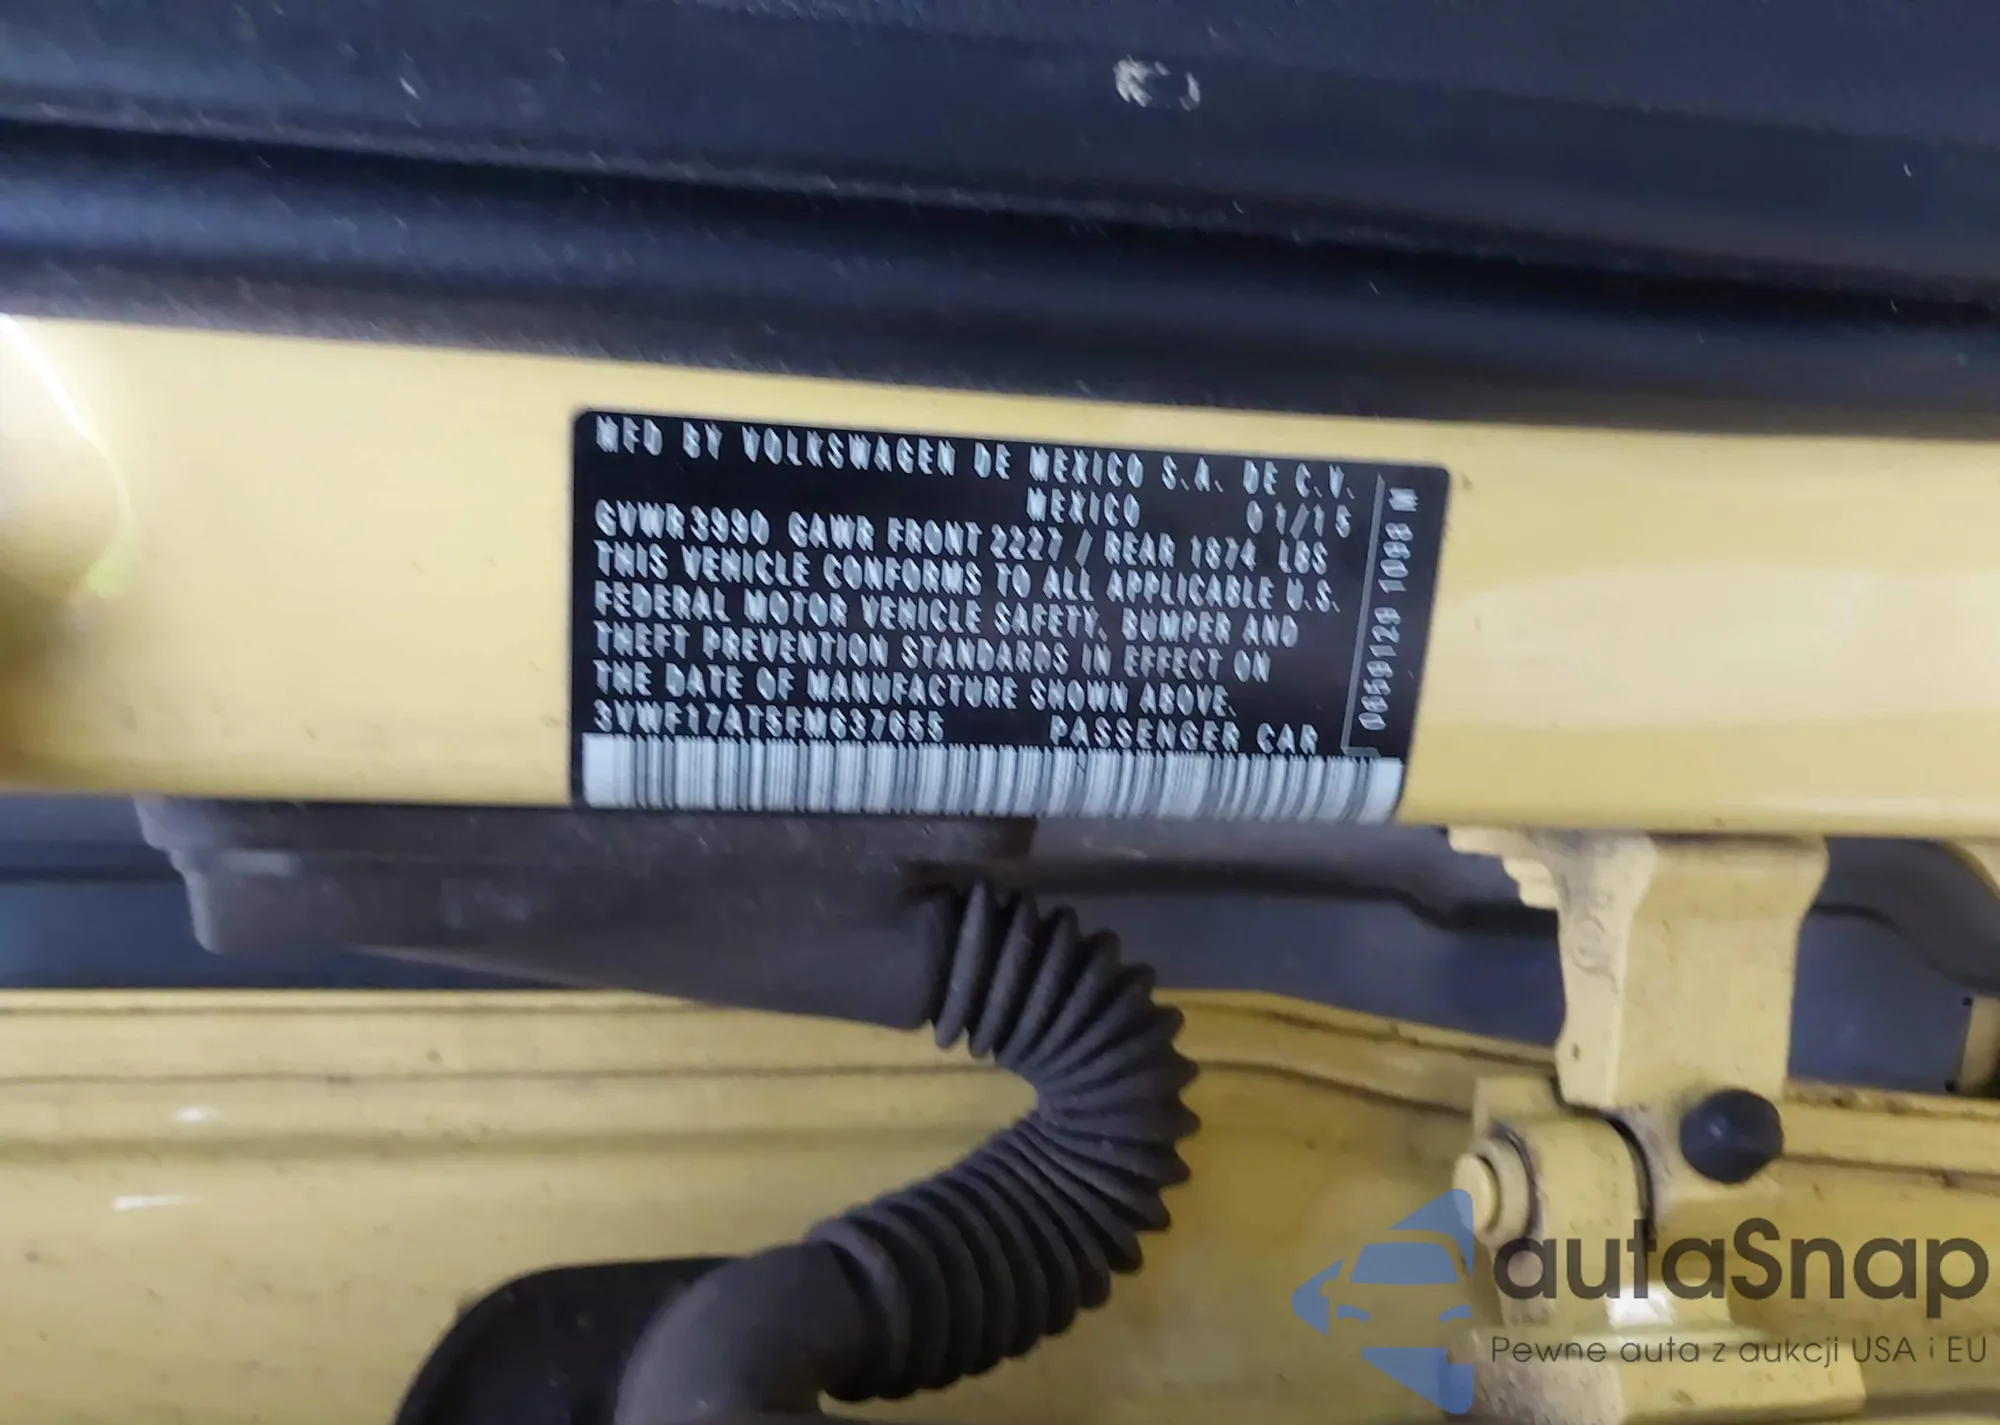 MFD BY VOLKSWAGEN DE MEXICO S.A. DE C.V.
MEXICO 01/15
GVWR 3990 GAWR FRONT 2227 / REAR 1874 LBS
THIS VEHICLE CONFORMS TO ALL APPLICABLE U.S.
FEDERAL MOTOR VEHICLE SAFETY, BUMPER AND
THEFT PREVENTION STANDARDS IN EFFECT ON
THE DATE OF MANUFACTURE SHOWN ABOVE.
3VWF17AT5FM637655 PASSENGER CAR
autaSnap
Pewne auta z aukcji USA i EU